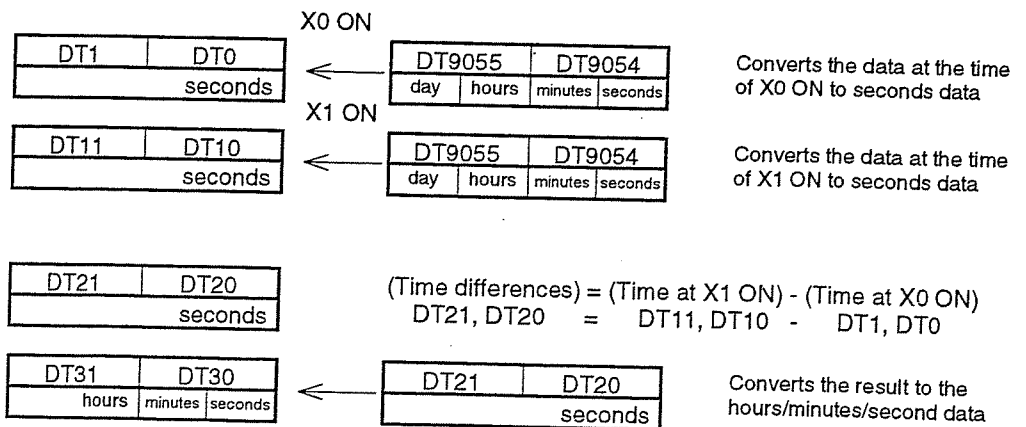 X0 ON
DT1 DT0
seconds
DT9055 DT9054
day hours minutes seconds
Converts the data at the time
of X0 ON to seconds data
X1 ON
DT11 DT10
seconds
DT9055 DT9054
day hours minutes seconds
Converts the data at the time
of X1 ON to seconds data
DT21 DT20
seconds
(Time differences) = (Time at X1 ON) - (Time at X0 ON)
DT21, DT20 = DT11, DT10 - DT1, DT0
DT31 DT30
hours minutes seconds
DT21 DT20
seconds
Converts the result to the
hours/minutes/second data